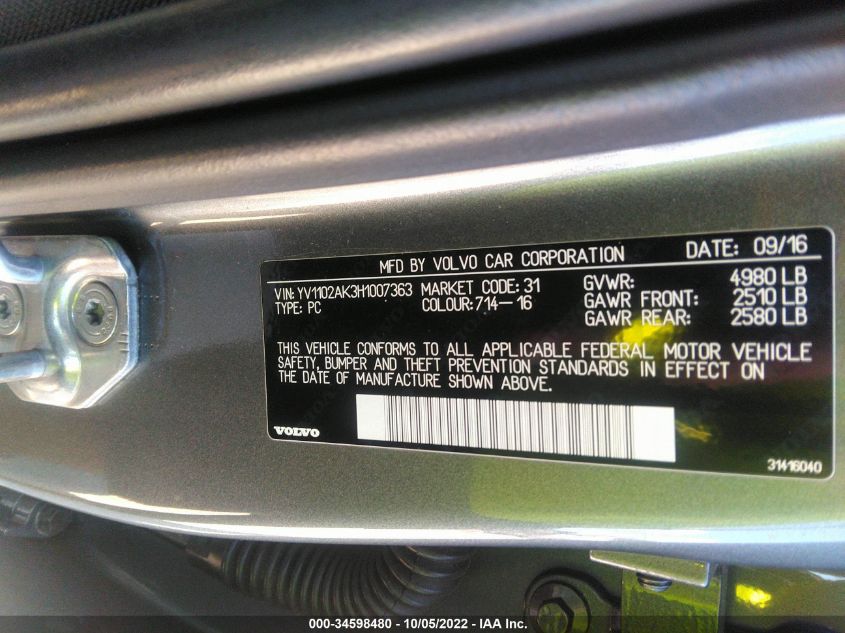 MFD BY VOLVO CAR CORPORATION DATE: 09/16
VIN: YV1102AK3H1007363 MARKET CODE: 31 GVWR: 4980 LB
TYPE: PC COLOUR: 714-16 GAWR FRONT: 2510 LB
GAWR REAR: 2580 LB
THIS VEHICLE CONFORMS TO ALL APPLICABLE FEDERAL MOTOR VEHICLE
SAFETY, BUMPER AND THEFT PREVENTION STANDARDS IN EFFECT ON
THE DATE OF MANUFACTURE SHOWN ABOVE.
VOLVO
31416040
000-34598480 - 10/05/2022 - IAA Inc.